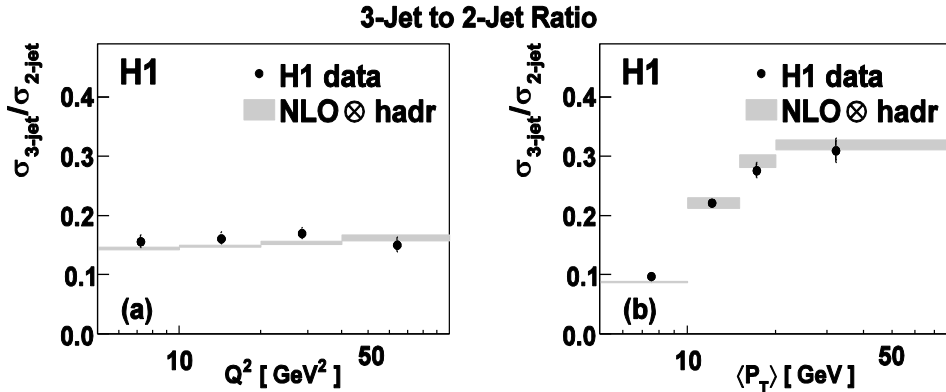 3-Jet to 2-Jet Ratio
σ3-jet/σ2-jet
H1
H1 data
NLO⊗ hadr
0.4
0.3
0.2
0.1
0.0
(a)
10
50
Q² [ GeV² ]
σ3-jet/σ2-jet
H1
H1 data
NLO⊗ hadr
0.4
0.3
0.2
0.1
0.0
(b)
10
50
⟨PT⟩ [ GeV ]